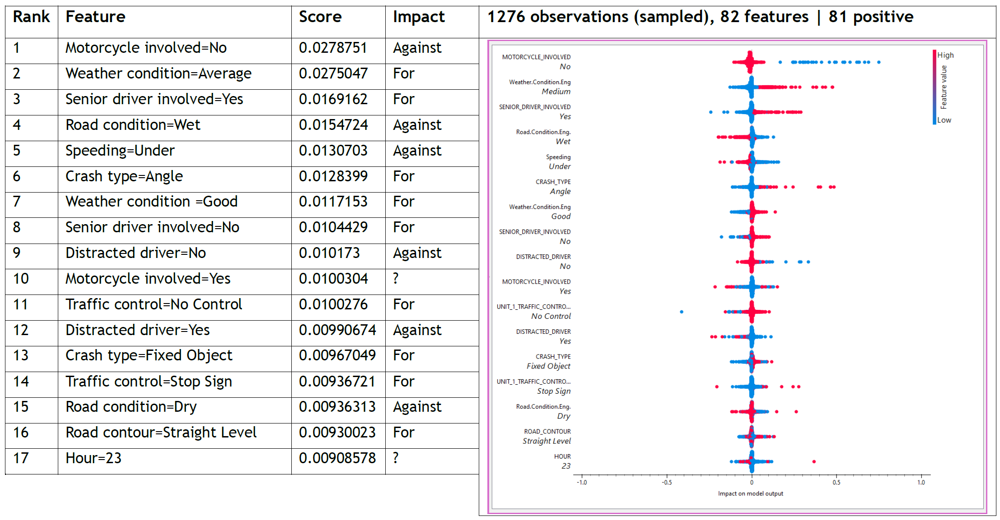 Rank Feature Score Impact 1276 observations (sampled), 82 features | 81 positive
1 Motorcycle involved=No 0.0278751 Against
2 Weather condition=Average 0.0275047 For
3 Senior driver involved=Yes 0.0169162 For
4 Road condition=Wet 0.0154724 Against
5 Speeding=Under 0.0130703 Against
6 Crash type=Angle 0.0128399 For
7 Weather condition =Good 0.0117153 For
8 Senior driver involved=No 0.0104429 For
9 Distracted driver=No 0.010173 Against
10 Motorcycle involved=Yes 0.0100304 ?
11 Traffic control=No Control 0.0100276 For
12 Distracted driver=Yes 0.00990674 Against
13 Crash type=Fixed Object 0.00967049 For
14 Traffic control=Stop Sign 0.00936721 For
15 Road condition=Dry 0.00936313 Against
16 Road contour=Straight Level 0.00930023 For
17 Hour=23 0.00908578 ?
MOTORCYCLE_INVOLVED
No
Weather.Condition.Eng
Medium
SENIOR_DRIVER_INVOLVED
Yes
Road.Condition.Eng.
Wet
Speeding
Under
CRASH_TYPE
Angle
Weather.Condition.Eng
Good
SENIOR_DRIVER_INVOLVED
No
DISTRACTED_DRIVER
No
MOTORCYCLE_INVOLVED
Yes
UNIT_1_TRAFFIC_CONTRO...
No Control
DISTRACTED_DRIVER
Yes
CRASH_TYPE
Fixed Object
UNIT_1_TRAFFIC_CONTRO...
Stop Sign
Road.Condition.Eng.
Dry
ROAD_CONTOUR
Straight Level
HOUR
23
-1.0 -0.5 0 0.5 1.0
Impact on model output
High
Feature value
Low